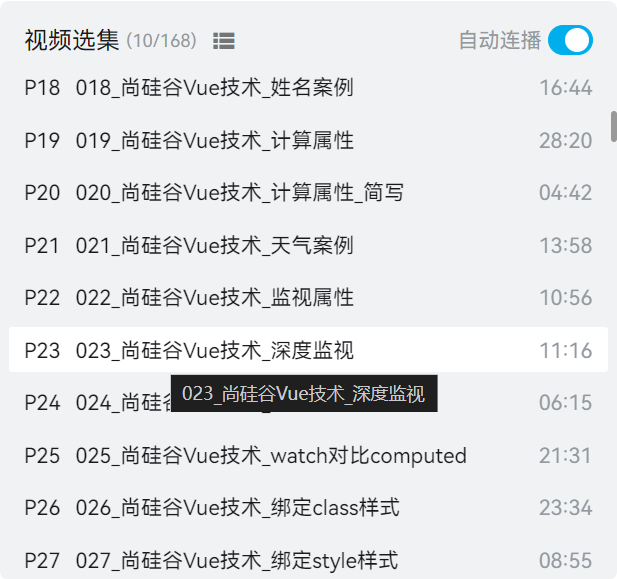 视频选集 (10/168) 自动连播
P18 018_尚硅谷Vue技术_姓名案例 16:44
P19 019_尚硅谷Vue技术_计算属性 28:20
P20 020_尚硅谷Vue技术_计算属性_简写 04:42
P21 021_尚硅谷Vue技术_天气案例 13:58
P22 022_尚硅谷Vue技术_监视属性 10:56
P23 023_尚硅谷Vue技术_深度监视 11:16
023_尚硅谷Vue技术_深度监视
P24 024_尚硅 06:15
P25 025_尚硅谷Vue技术_watch对比computed 21:31
P26 026_尚硅谷Vue技术_绑定class样式 23:34
P27 027_尚硅谷Vue技术_绑定style样式 08:55